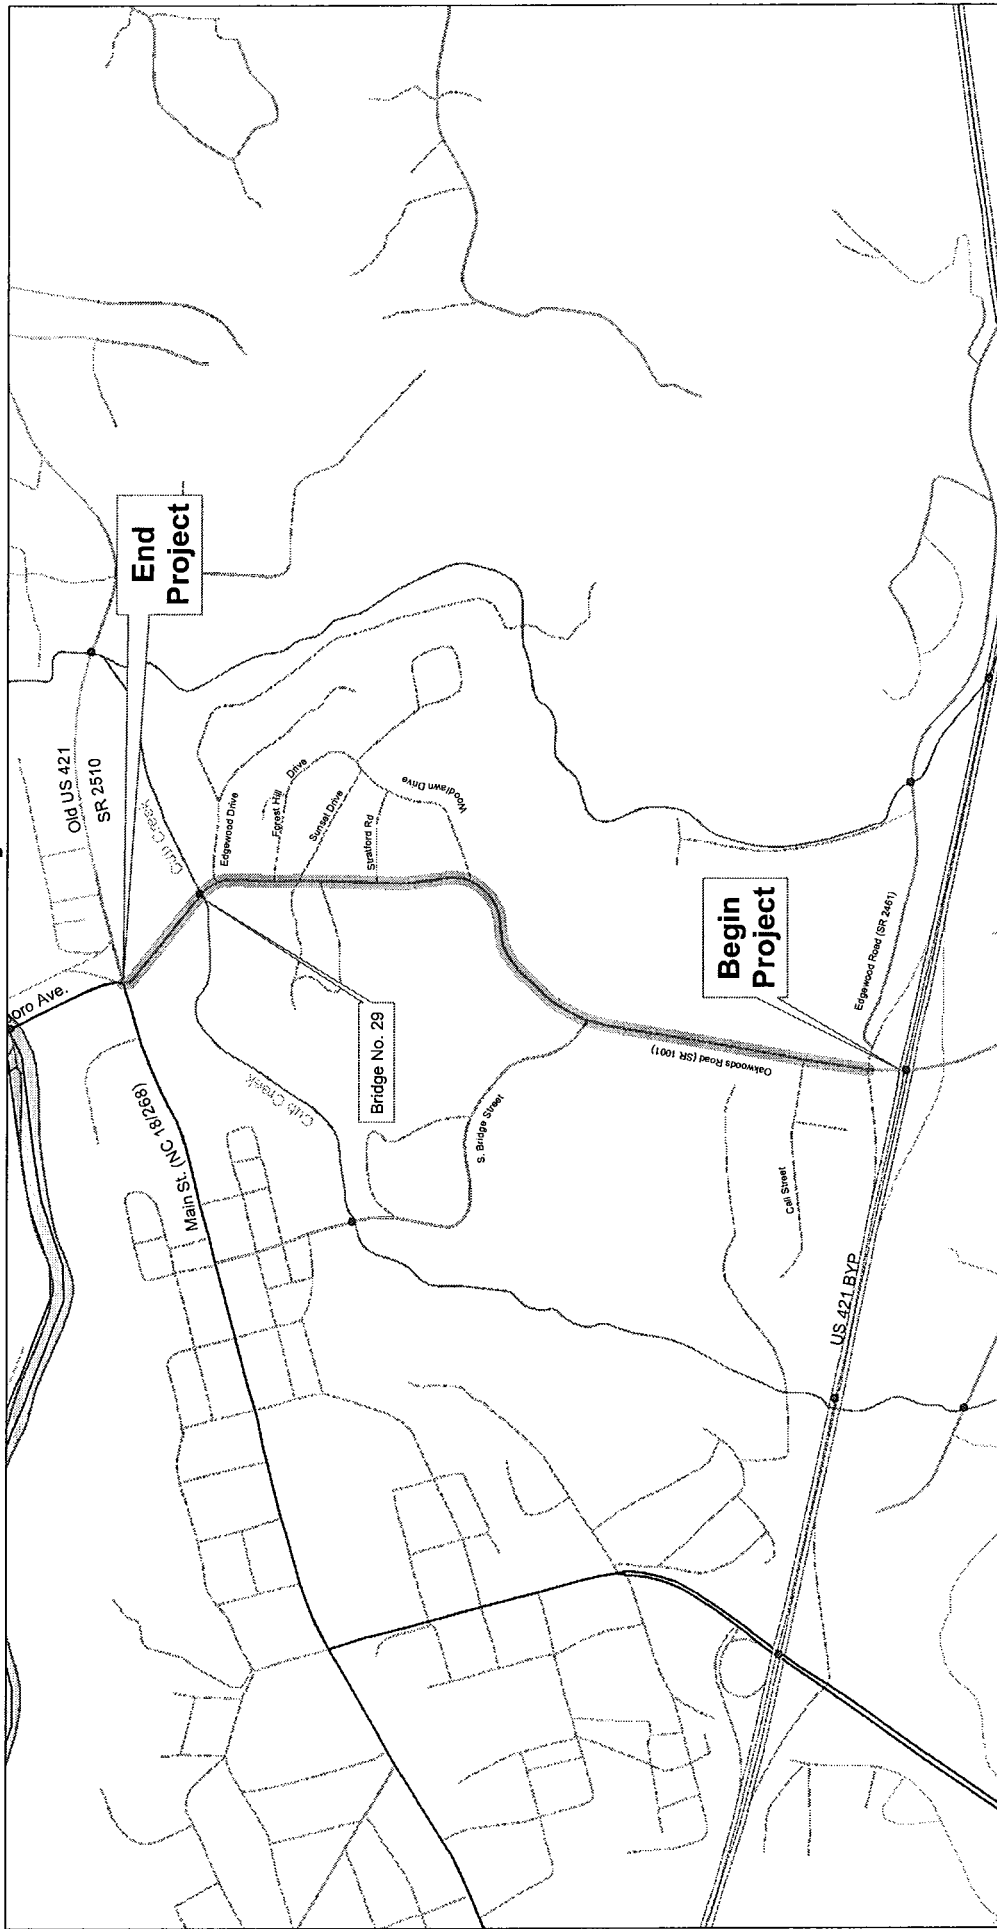 End
Project
Old US 421
SR 2510
Cub Creek
oro Ave.
Edgewood Drive
Forest Hill
Drive
Sunset Drive
Stratford Rd
Woodlawn Drive
Main St. (NC 18/268)
Cub Creek
Bridge No. 29
S. Bridge Street
Begin
Project
Oakwoods Road (SR 1001)
Edgewood Road (SR 2461)
Call Street
US 421 BYP